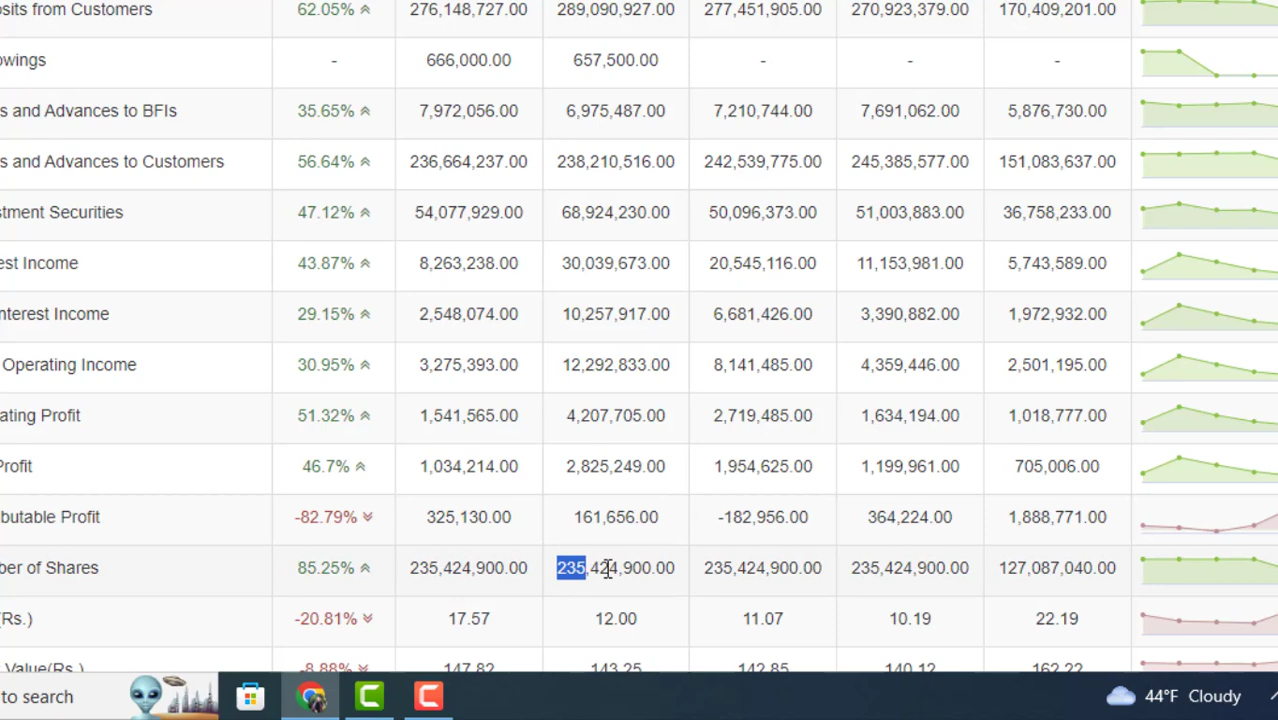 osits from Customers 62.05% 276,148,727.00 289,090,927.00 277,451,905.00 270,923,379.00 170,409,201.00
owings - 666,000.00 657,500.00 - - -
s and Advances to BFIs 35.65% 7,972,056.00 6,975,487.00 7,210,744.00 7,691,062.00 5,876,730.00
s and Advances to Customers 56.64% 236,664,237.00 238,210,516.00 242,539,775.00 245,385,577.00 151,083,637.00
stment Securities 47.12% 54,077,929.00 68,924,230.00 50,096,373.00 51,003,883.00 36,758,233.00
est Income 43.87% 8,263,238.00 30,039,673.00 20,545,116.00 11,153,981.00 5,743,589.00
nterest Income 29.15% 2,548,074.00 10,257,917.00 6,681,426.00 3,390,882.00 1,972,932.00
Operating Income 30.95% 3,275,393.00 12,292,833.00 8,141,485.00 4,359,446.00 2,501,195.00
ating Profit 51.32% 1,541,565.00 4,207,705.00 2,719,485.00 1,634,194.00 1,018,777.00
Profit 46.7% 1,034,214.00 2,825,249.00 1,954,625.00 1,199,961.00 705,006.00
butable Profit -82.79% 325,130.00 161,656.00 -182,956.00 364,224.00 1,888,771.00
ber of Shares 85.25% 235,424,900.00 235,424,900.00 235,424,900.00 235,424,900.00 127,087,040.00
(Rs.) -20.81% 17.57 12.00 11.07 10.19 22.19
Value(Rs.) -8.88% 147.82 143.25 142.85 140.12 162.22
to search 44°F Cloudy